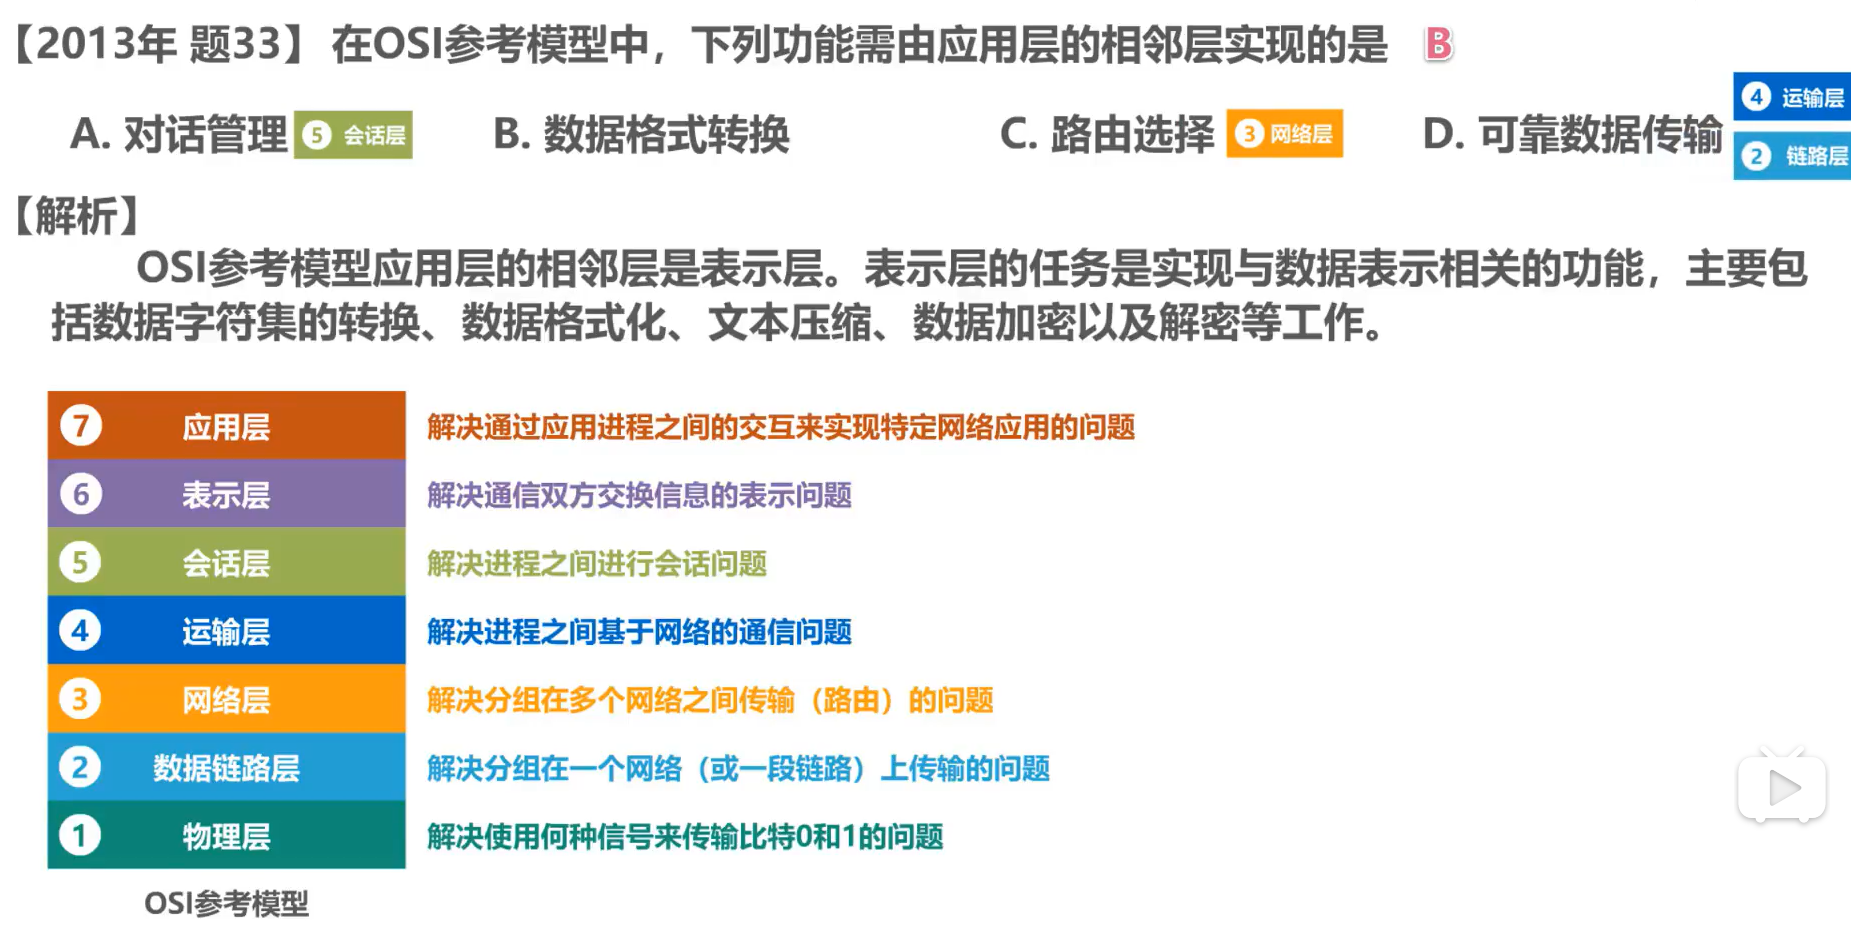 【2013年 题33】 在OSI参考模型中，下列功能需由应用层的相邻层实现的是 B
A. 对话管理 5 会话层 B. 数据格式转换 C. 路由选择 3 网络层 D. 可靠数据传输 4 运输层
2 链路层
【解析】
OSI参考模型应用层的相邻层是表示层。表示层的任务是实现与数据表示相关的功能，主要包
括数据字符集的转换、数据格式化、文本压缩、数据加密以及解密等工作。
7 应用层 解决通过应用进程之间的交互来实现特定网络应用的问题
6 表示层 解决通信双方交换信息的表示问题
5 会话层 解决进程之间进行会话问题
4 运输层 解决进程之间基于网络的通信问题
3 网络层 解决分组在多个网络之间传输（路由）的问题
2 数据链路层 解决分组在一个网络（或一段链路）上传输的问题
1 物理层 解决使用何种信号来传输比特0和1的问题
OSI参考模型